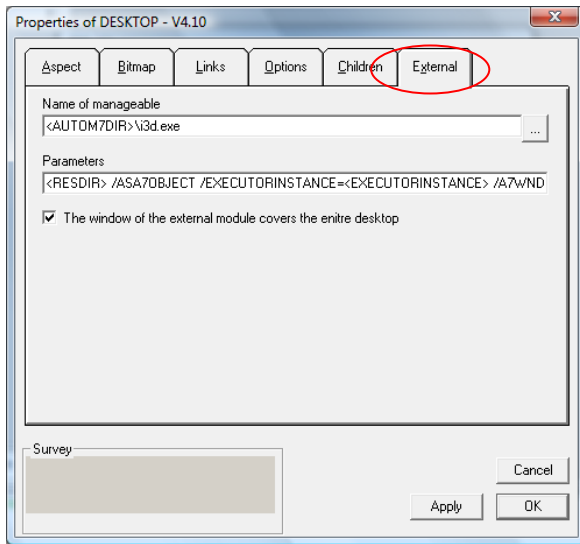 Properties of DESKTOP - V4.10
Aspect Bitmap Links Options Children External
Name of manageable
<AUTOM7DIR>\i3d.exe
...
Parameters
<RESDIR> /ASA7OBJECT /EXECUTORINSTANCE=<EXECUTORINSTANCE> /A7WND
The window of the external module covers the enitre desktop
Survey
Cancel
Apply OK